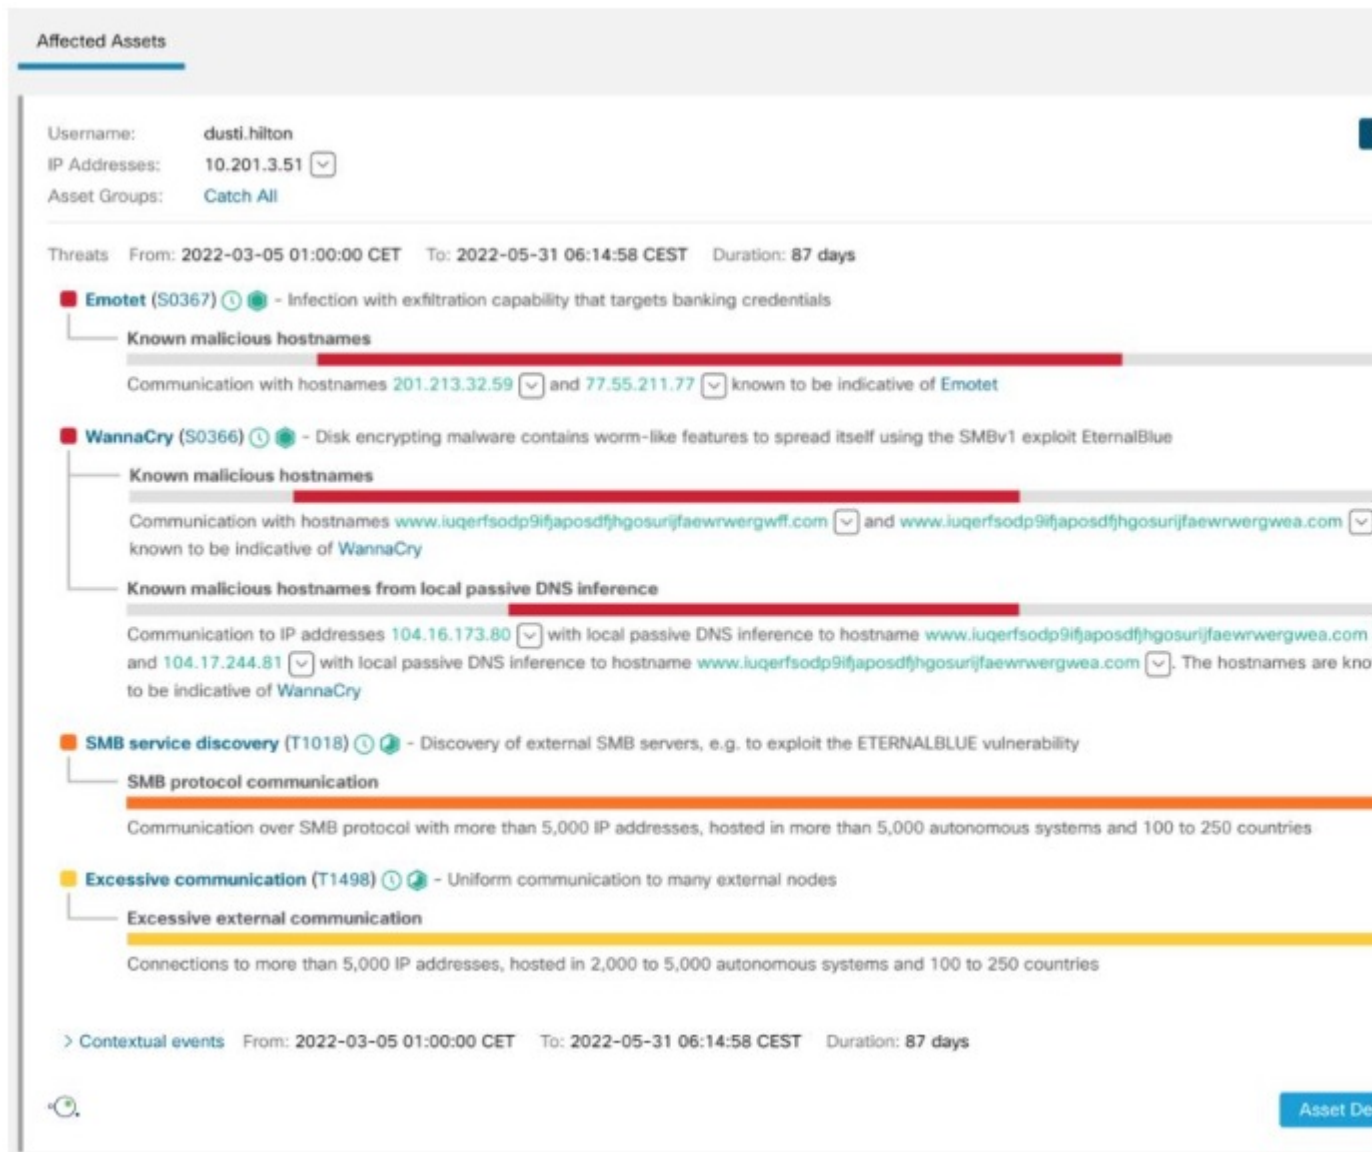 Affected Assets
Username: dusti.hilton
IP Addresses: 10.201.3.51
Asset Groups: Catch All
Threats From: 2022-03-05 01:00:00 CET To: 2022-05-31 06:14:58 CEST Duration: 87 days
Emotet (S0367) - Infection with exfiltration capability that targets banking credentials
Known malicious hostnames
Communication with hostnames 201.213.32.59 and 77.55.211.77 known to be indicative of Emotet
WannaCry (S0366) - Disk encrypting malware contains worm-like features to spread itself using the SMBv1 exploit EternalBlue
Known malicious hostnames
Communication with hostnames www.iuqerfsodp9ifjaposdfjhgosurijfaewrwergwff.com and www.iuqerfsodp9ifjaposdfjhgosurijfaewrwergwea.com
known to be indicative of WannaCry
Known malicious hostnames from local passive DNS inference
Communication to IP addresses 104.16.173.80 with local passive DNS inference to hostname www.iuqerfsodp9ifjaposdfjhgosurijfaewrwergwea.com
and 104.17.244.81 with local passive DNS inference to hostname www.iuqerfsodp9ifjaposdfjhgosurijfaewrwergwea.com . The hostnames are kno
to be indicative of WannaCry
SMB service discovery (T1018) - Discovery of external SMB servers, e.g. to exploit the ETERNALBLUE vulnerability
SMB protocol communication
Communication over SMB protocol with more than 5,000 IP addresses, hosted in more than 5,000 autonomous systems and 100 to 250 countries
Excessive communication (T1498) - Uniform communication to many external nodes
Excessive external communication
Connections to more than 5,000 IP addresses, hosted in 2,000 to 5,000 autonomous systems and 100 to 250 countries
> Contextual events From: 2022-03-05 01:00:00 CET To: 2022-05-31 06:14:58 CEST Duration: 87 days
Asset De